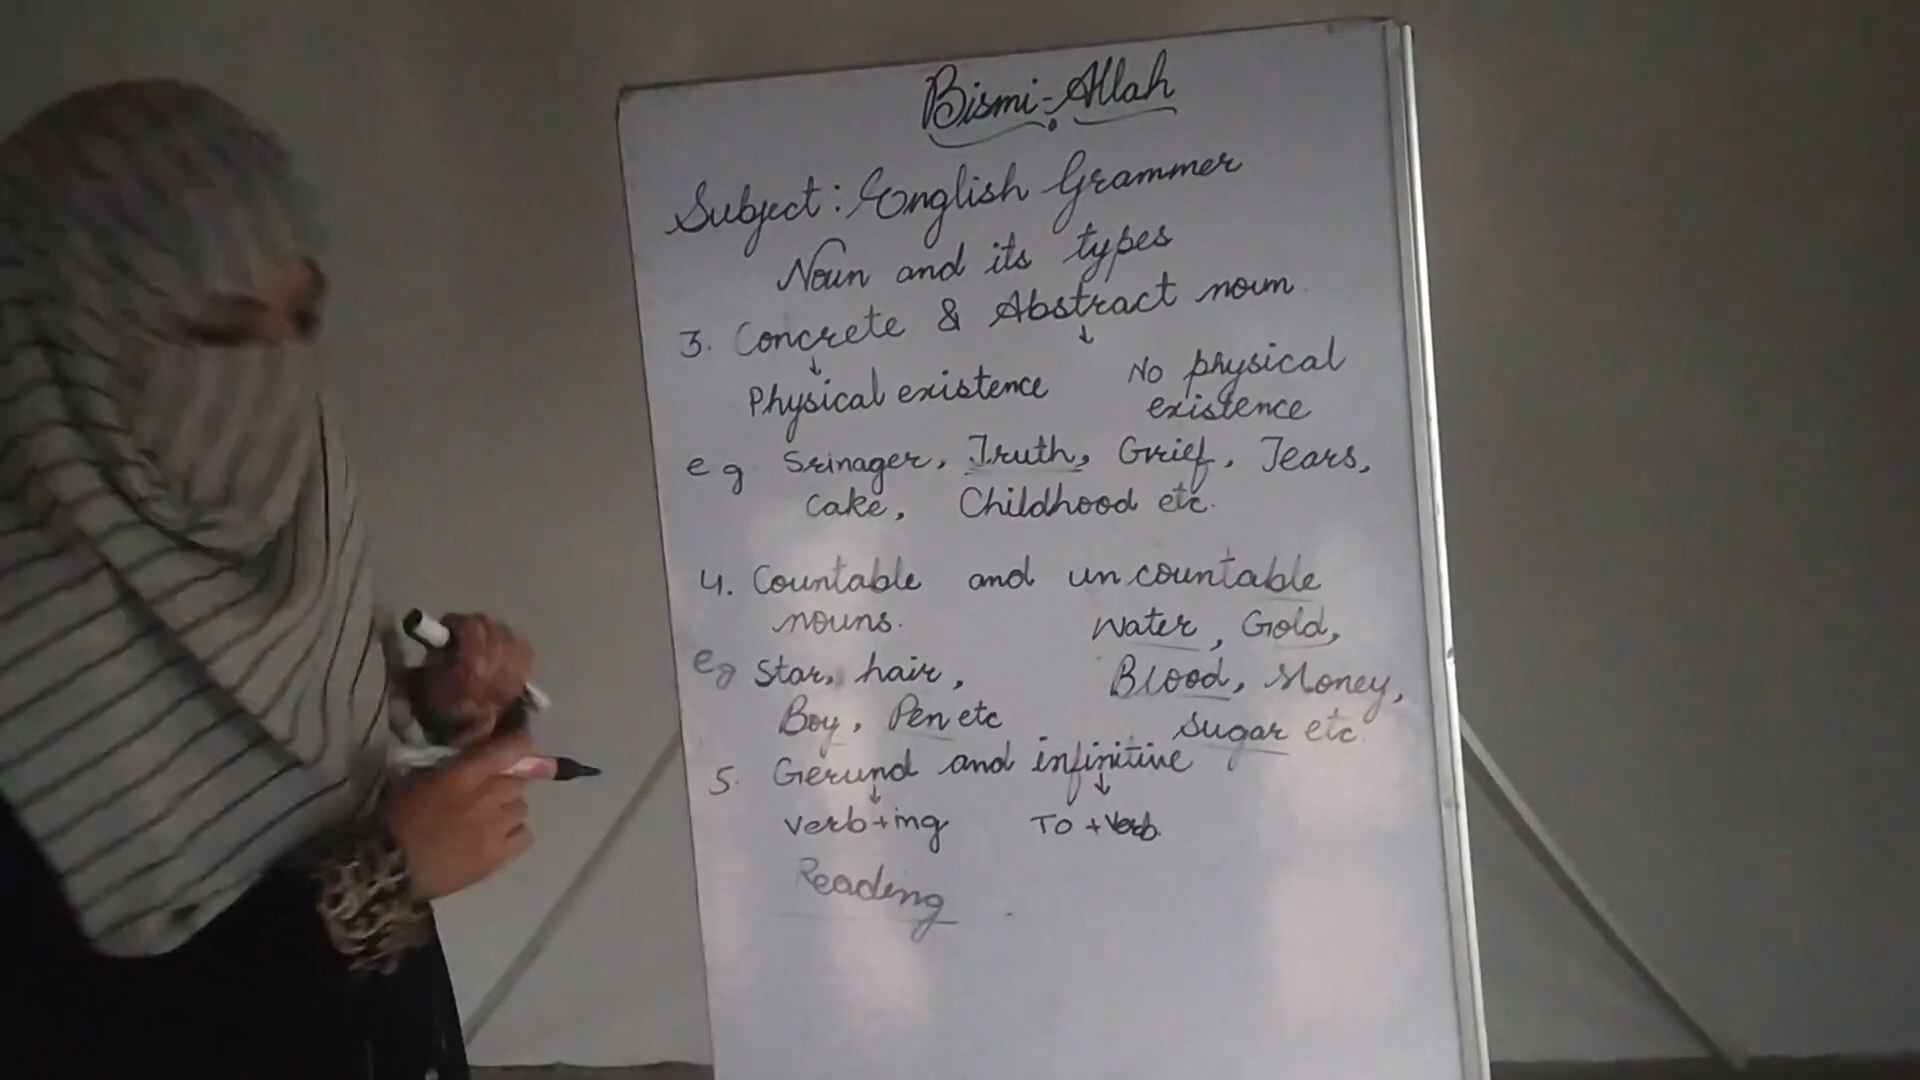 Bismi-Allah
Subject: English Grammer
Noun and its types
3. Concrete & Abstract noun
↓ ↓
Physical existence No physical existence
eg Srinager, Truth, Grief, Tears,
Cake, Childhood etc.
4. Countable and uncountable
nouns. Water, Gold,
eg Star, hair, Blood, Money,
Boy, Pen etc Sugar etc.
5. Gerund and infinitive
↓ ↓
Verb+ing To + Verb.
Reading